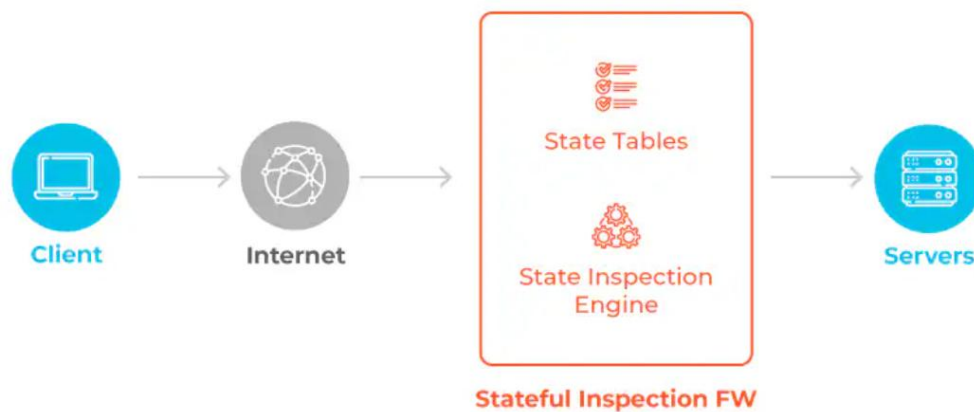 State Tables
Client
Internet
Servers
State Inspection
Engine
Stateful Inspection FW